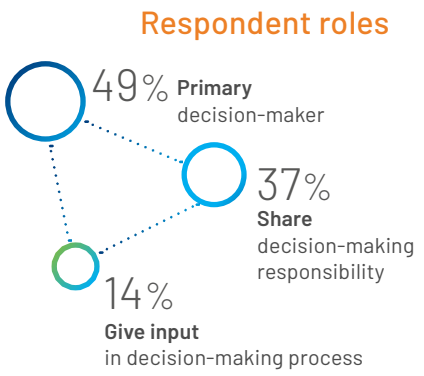 Respondent roles
49% Primary
decision-maker
37%
Share
decision-making
responsibility
14%
Give input
in decision-making process